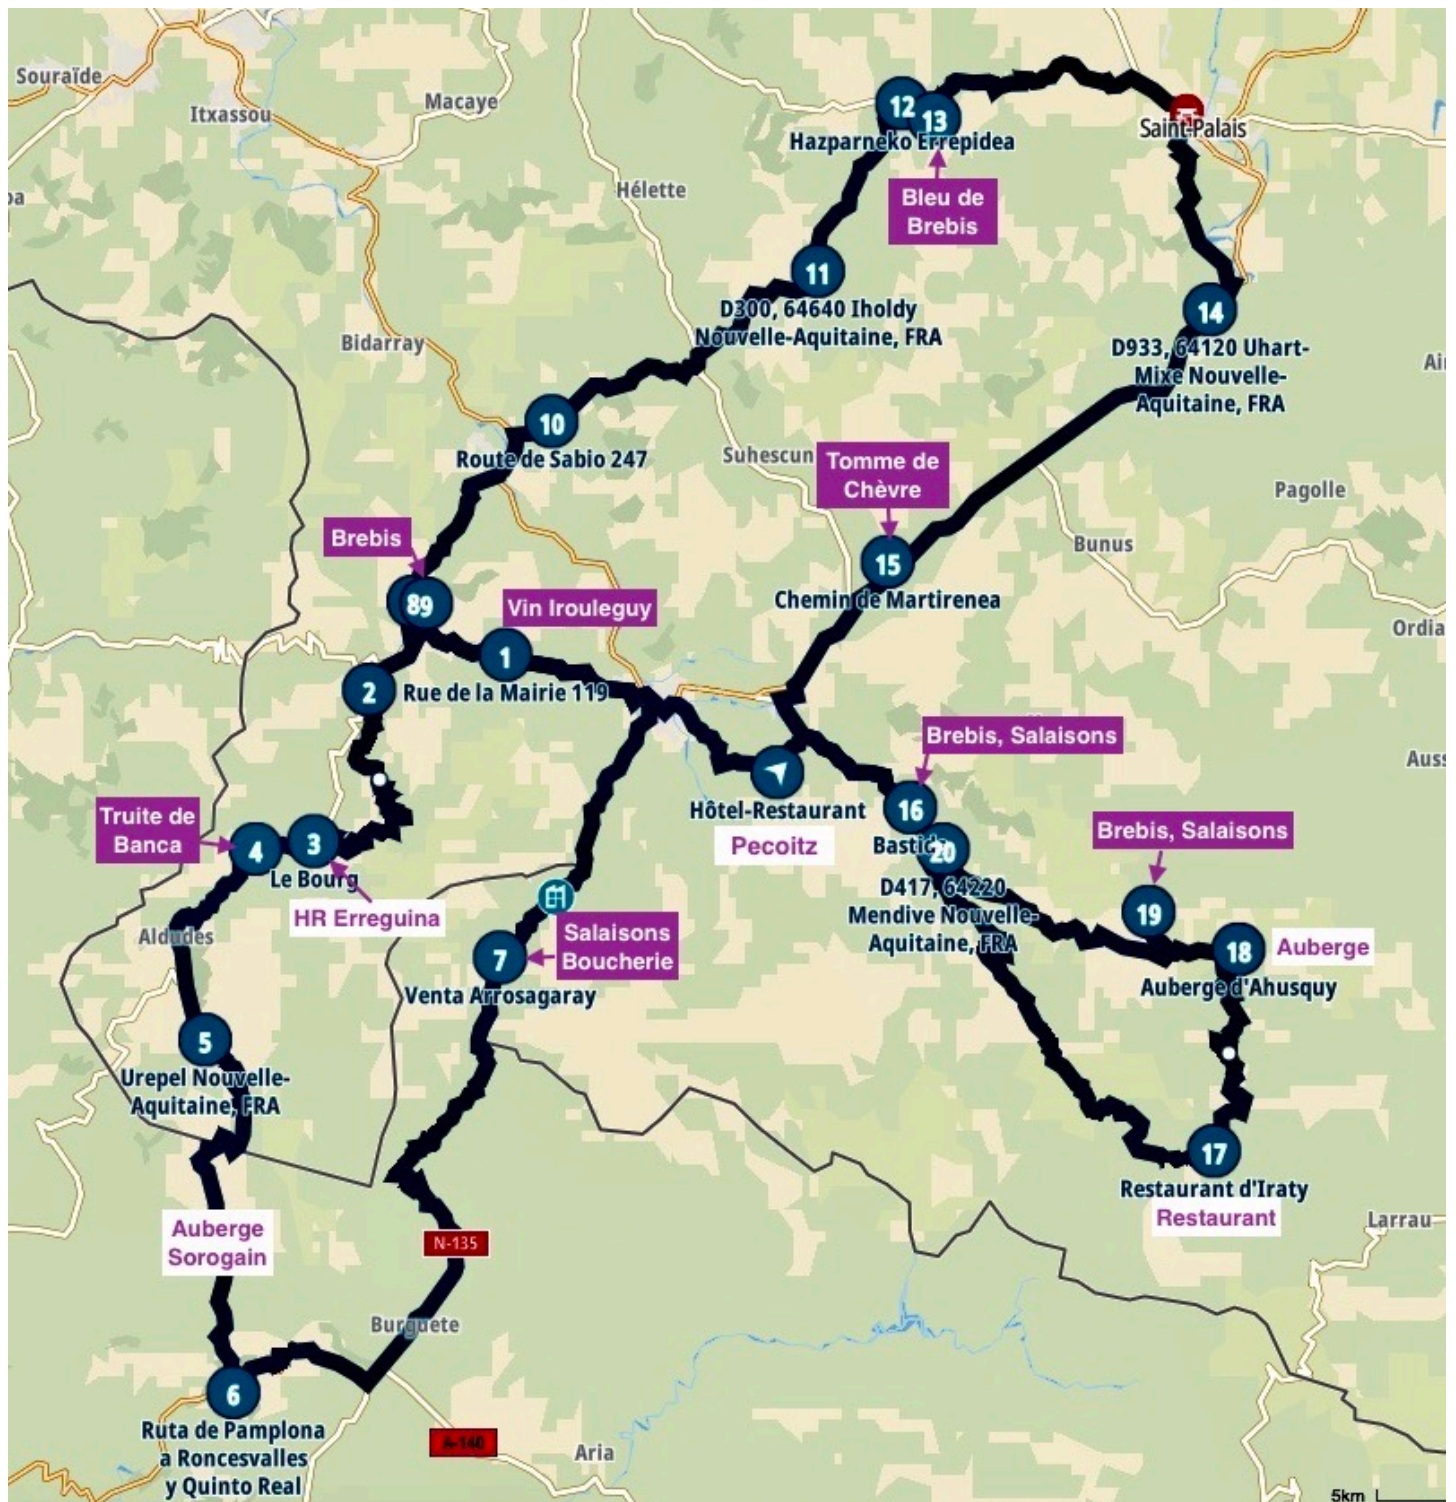 Souraïde
Itxassou
Macaye
Hélette
12
13
Hazparneko Errepidea
Saint-Palais
Bleu de
Brebis
11
D300, 64640 Iholdy
Nouvelle-Aquitaine, FRA
14
D933, 64120 Uhart-
Mixe Nouvelle-
Aquitaine, FRA
Bidarray
10
Route de Sabio 247
Suhescun
Tomme de
Chèvre
Pagolle
Bunus
15
Chemin de Martirenea
Ordia
Brebis
89
Vin Irouleguy
1
Rue de la Mairie 119
2
Brebis, Salaisons
Auss
Hôtel-Restaurant
Pecoitz
16
Bastid
20
D417, 64220
Mendive Nouvelle-
Aquitaine, FRA
Brebis, Salaisons
19
18
Auberge
Auberge d'Ahusquy
Truite de
Banca
4
3
Le Bourg
HR Erreguina
Aldudes
Salaisons
Boucherie
7
Venta Arrosagaray
5
Urepel Nouvelle-
Aquitaine, FRA
17
Restaurant d'Iraty
Restaurant
Larrau
Auberge
Sorogain
N-135
Burguete
6
Ruta de Pamplona
a Roncesvalles
y Quinto Real
A-140
Aria
5km